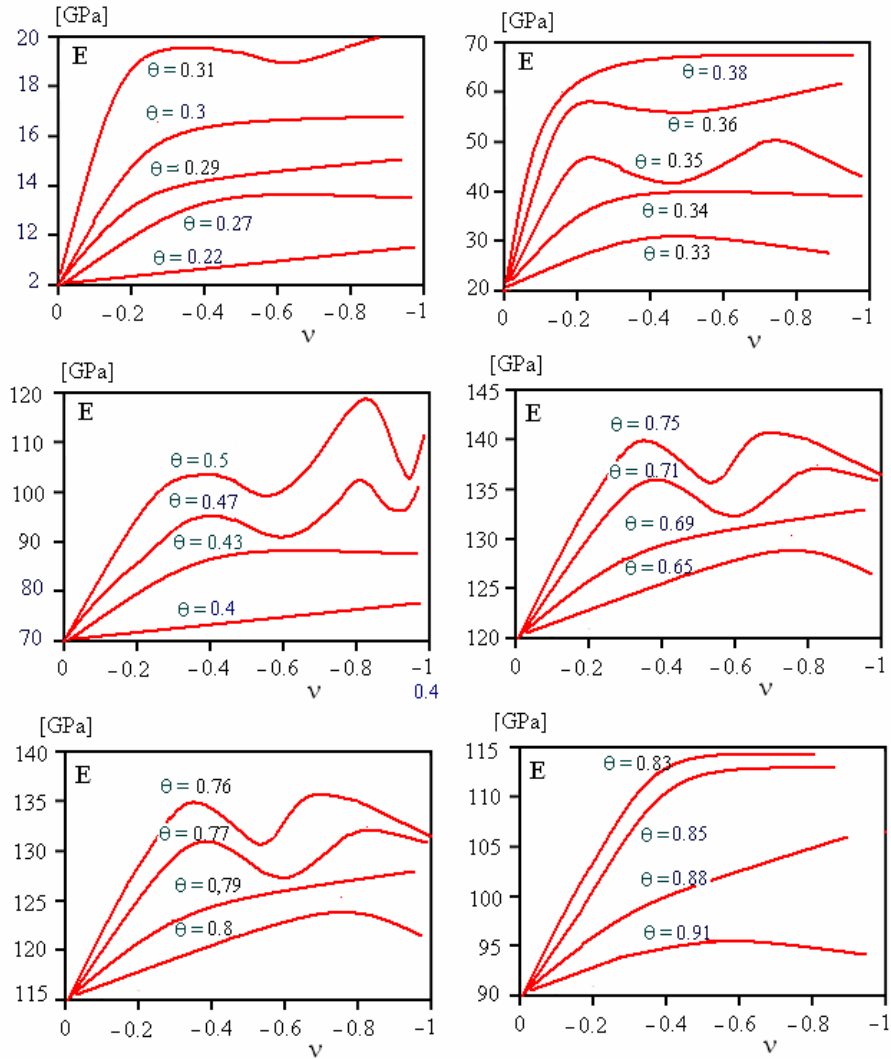 [GPa]
E
20
18
16
14
12
2
θ = 0.31
θ = 0.3
θ = 0.29
θ = 0.27
θ = 0.22
0 −0.2 −0.4 −0.6 −0.8 −1
ν
[GPa]
E
70
60
50
40
30
20
θ = 0.38
θ = 0.36
θ = 0.35
θ = 0.34
θ = 0.33
0 −0.2 −0.4 −0.6 −0.8 −1
ν
[GPa]
E
120
110
100
90
80
70
θ = 0.5
θ = 0.47
θ = 0.43
θ = 0.4
0 −0.2 −0.4 −0.6 −0.8 −1
ν
0.4
[GPa]
E
145
140
135
130
125
120
θ = 0.75
θ = 0.71
θ = 0.69
θ = 0.65
0 −0.2 −0.4 −0.6 −0.8 −1
ν
[GPa]
E
140
135
130
125
120
115
θ = 0.76
θ = 0.77
θ = 0,79
θ = 0.8
0 −0.2 −0.4 −0.6 −0.8 −1
ν
[GPa]
E
115
110
105
100
95
90
θ = 0.83
θ = 0.85
θ = 0.88
θ = 0.91
0 −0.2 −0.4 −0.6 −0.8 −1
ν